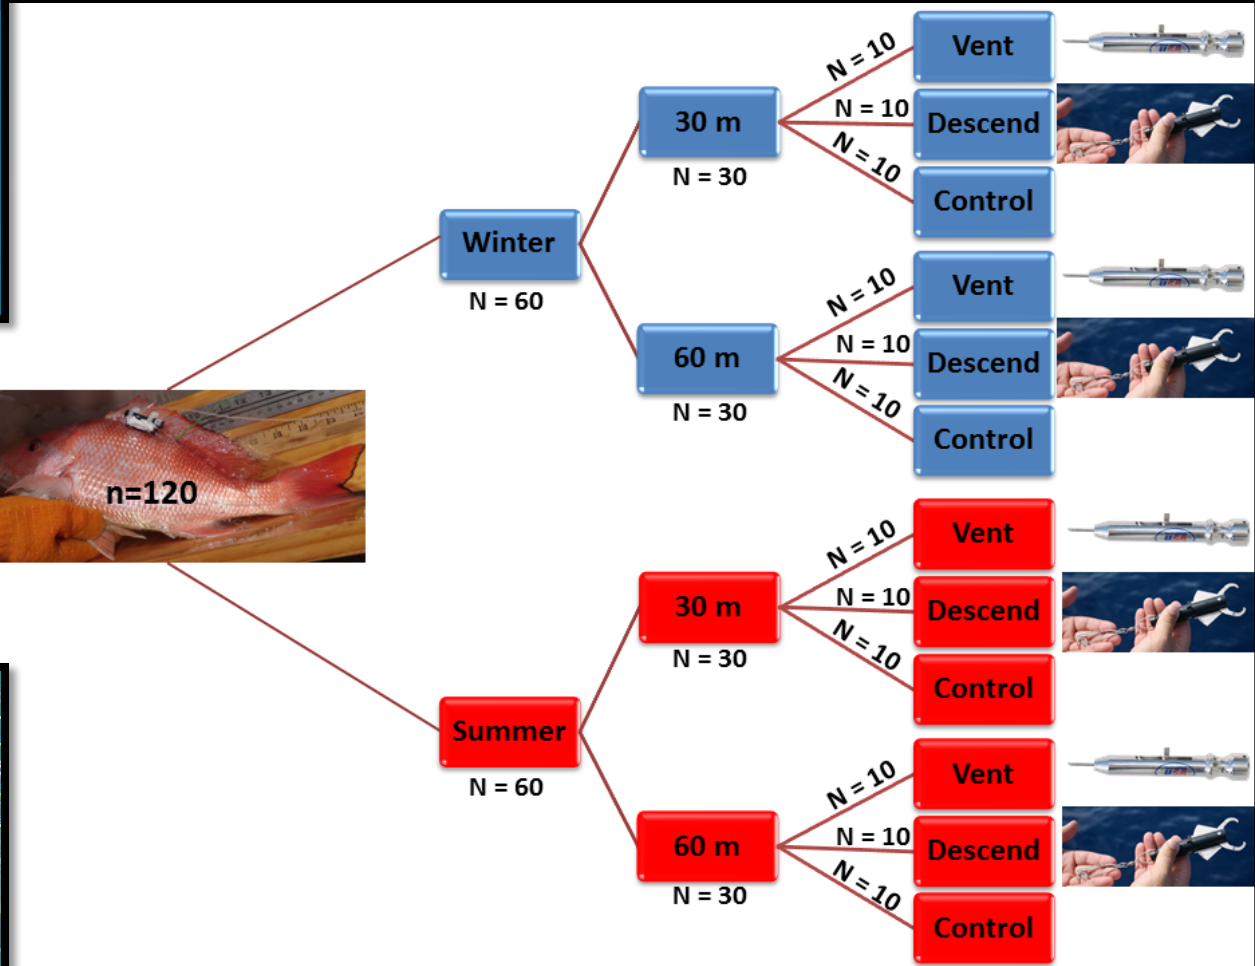 n=120
Winter
N = 60
30 m
N = 30
N = 10
Vent
N = 10
Descend
N = 10
Control
60 m
N = 30
N = 10
Vent
N = 10
Descend
N = 10
Control
Summer
N = 60
30 m
N = 30
N = 10
Vent
N = 10
Descend
N = 10
Control
60 m
N = 30
N = 10
Vent
N = 10
Descend
N = 10
Control